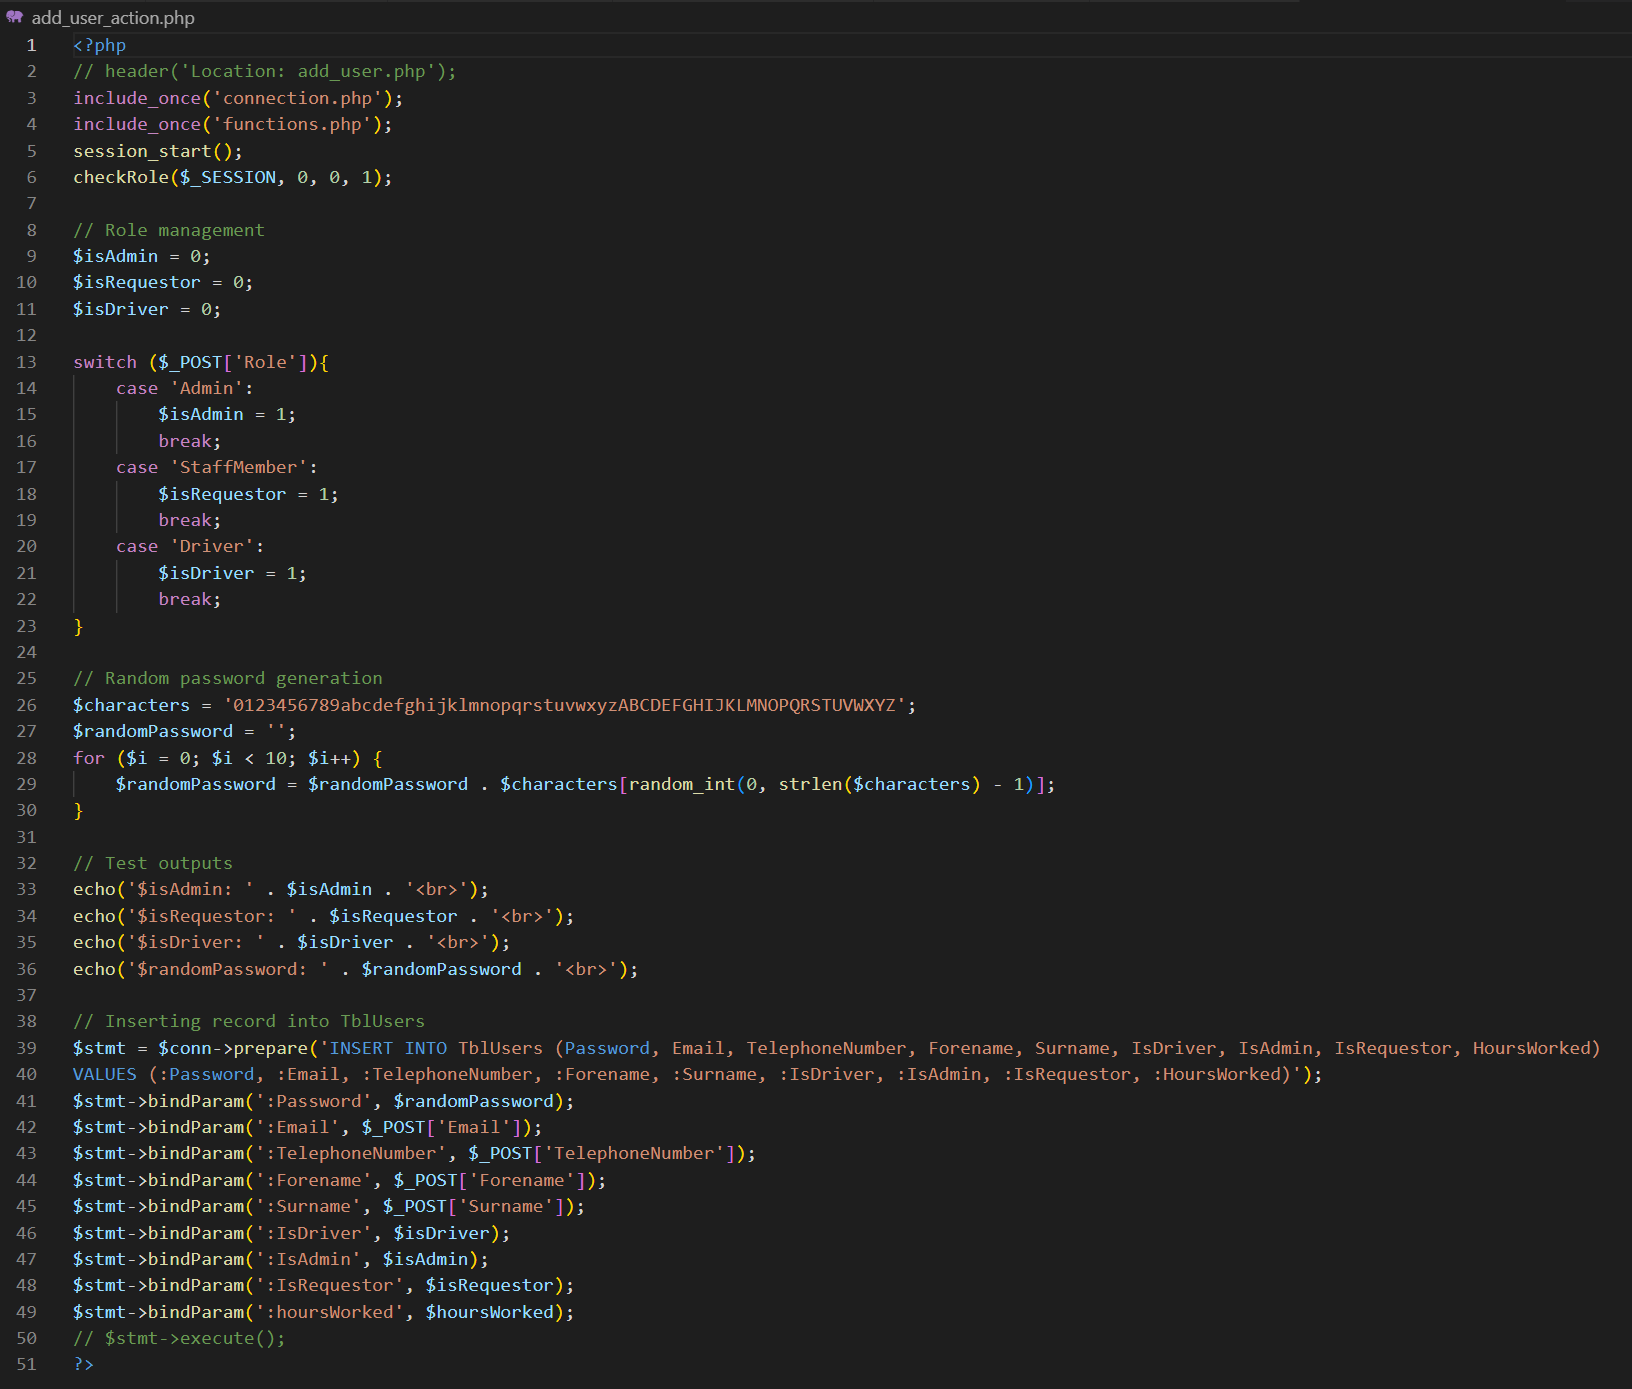 add_user_action.php
1 <?php
2 // header('Location: add_user.php');
3 include_once('connection.php');
4 include_once('functions.php');
5 session_start();
6 checkRole($_SESSION, 0, 0, 1);
7
8 // Role management
9 $isAdmin = 0;
10 $isRequestor = 0;
11 $isDriver = 0;
12
13 switch ($_POST['Role']){
14     case 'Admin':
15         $isAdmin = 1;
16         break;
17     case 'StaffMember':
18         $isRequestor = 1;
19         break;
20     case 'Driver':
21         $isDriver = 1;
22         break;
23 }
24
25 // Random password generation
26 $characters = '0123456789abcdefghijklmnopqrstuvwxyzABCDEFGHIJKLMNOPQRSTUVWXYZ';
27 $randomPassword = '';
28 for ($i = 0; $i < 10; $i++) {
29     $randomPassword = $randomPassword . $characters[random_int(0, strlen($characters) - 1)];
30 }
31
32 // Test outputs
33 echo('$isAdmin: ' . $isAdmin . '<br>');
34 echo('$isRequestor: ' . $isRequestor . '<br>');
35 echo('$isDriver: ' . $isDriver . '<br>');
36 echo('$randomPassword: ' . $randomPassword . '<br>');
37
38 // Inserting record into TblUsers
39 $stmt = $conn->prepare('INSERT INTO TblUsers (Password, Email, TelephoneNumber, Forename, Surname, IsDriver, IsAdmin, IsRequestor, HoursWorked)
40 VALUES (:Password, :Email, :TelephoneNumber, :Forename, :Surname, :IsDriver, :IsAdmin, :IsRequestor, :HoursWorked)');
41 $stmt->bindParam(':Password', $randomPassword);
42 $stmt->bindParam(':Email', $_POST['Email']);
43 $stmt->bindParam(':TelephoneNumber', $_POST['TelephoneNumber']);
44 $stmt->bindParam(':Forename', $_POST['Forename']);
45 $stmt->bindParam(':Surname', $_POST['Surname']);
46 $stmt->bindParam(':IsDriver', $isDriver);
47 $stmt->bindParam(':IsAdmin', $isAdmin);
48 $stmt->bindParam(':IsRequestor', $isRequestor);
49 $stmt->bindParam(':hoursWorked', $hoursWorked);
50 // $stmt->execute();
51 ?>